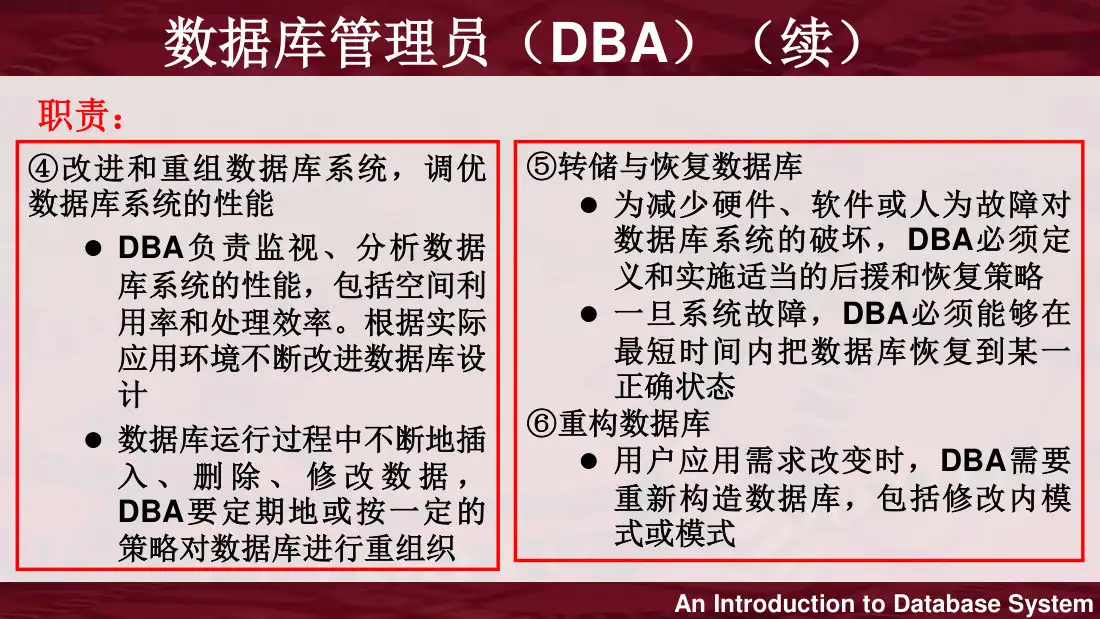 数据库管理员（DBA）（续）
职责：
④改进和重组数据库系统，调优
数据库系统的性能
● DBA负责监视、分析数据
库系统的性能，包括空间利
用率和处理效率。根据实际
应用环境不断改进数据库设
计
● 数据库运行过程中不断地插
入、删除、修改数据，
DBA要定期地或按一定的
策略对数据库进行重组织
⑤转储与恢复数据库
● 为减少硬件、软件或人为故障对
数据库系统的破坏，DBA必须定
义和实施适当的后援和恢复策略
● 一旦系统故障，DBA必须能够在
最短时间内把数据库恢复到某一
正确状态
⑥重构数据库
● 用户应用需求改变时，DBA需要
重新构造数据库，包括修改内模
式或模式
An Introduction to Database System